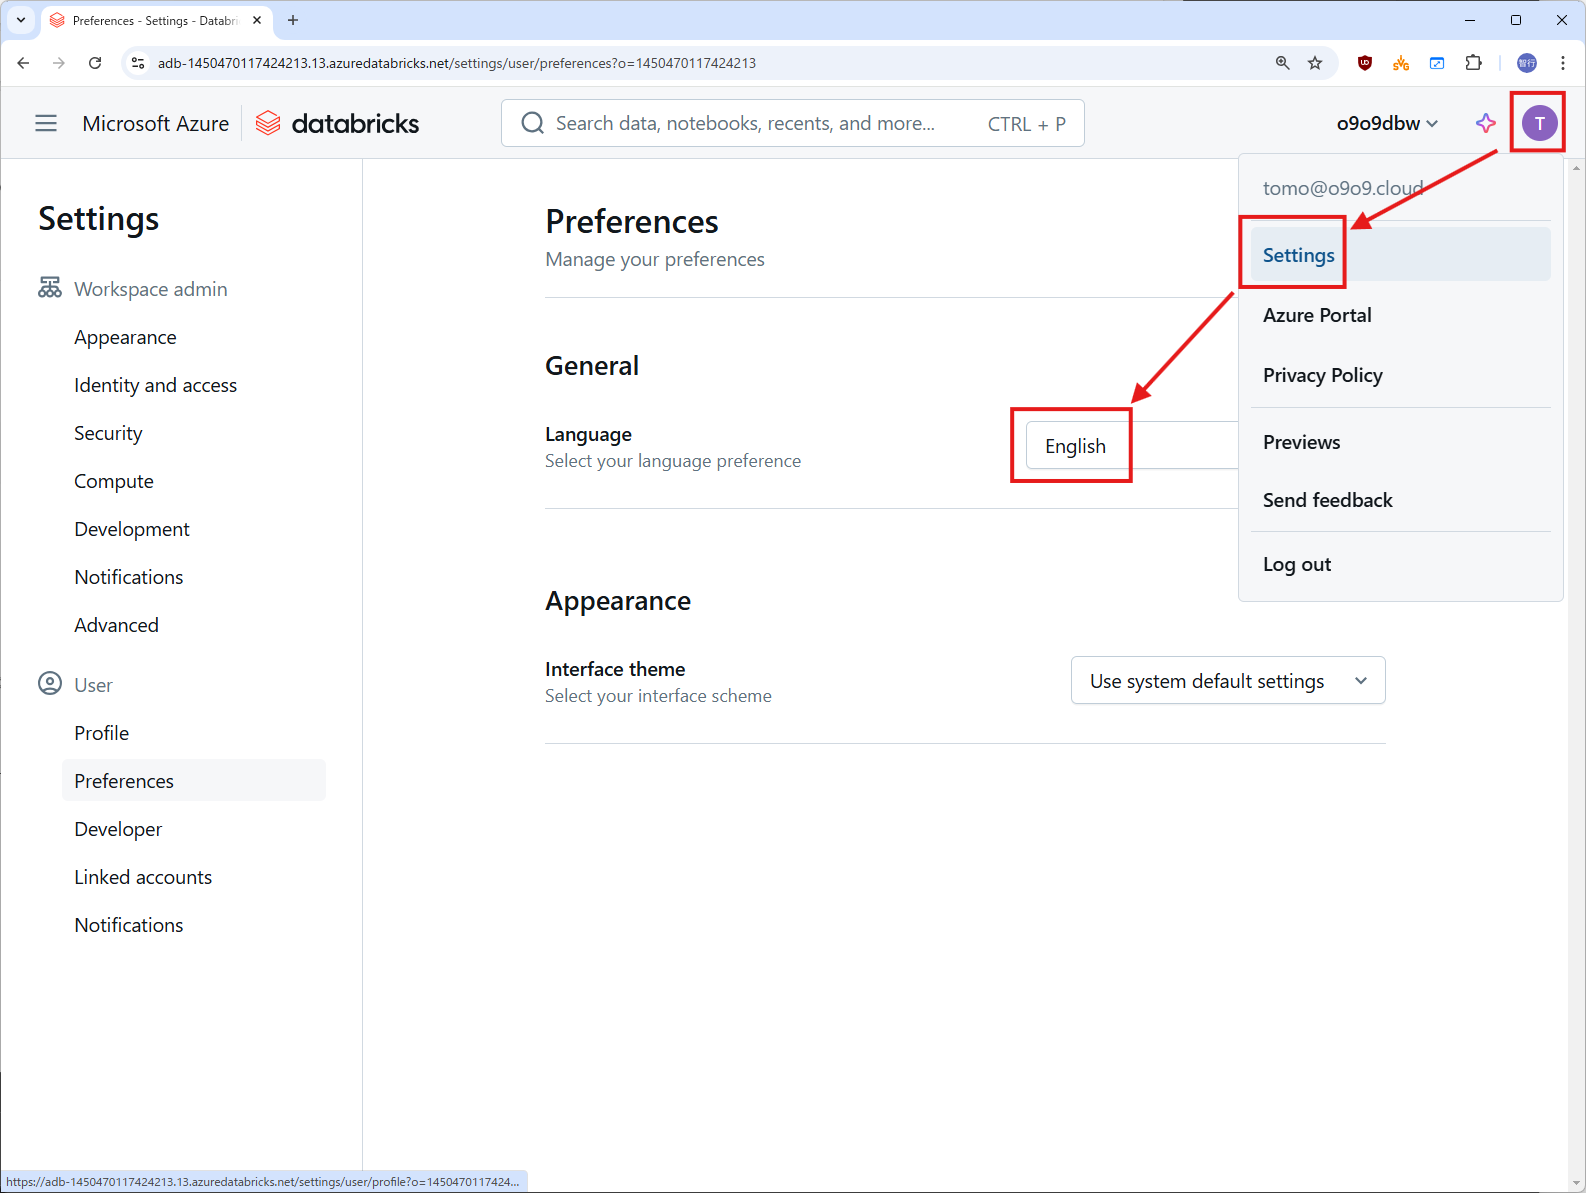 Preferences - Settings - Databri
adb-1450470117424213.13.azuredatabricks.net/settings/user/preferences?o=1450470117424213
智行
Microsoft Azure
databricks
Search data, notebooks, recents, and more...
CTRL + P
o9o9dbw
T
tomo@o9o9.cloud
Settings
Azure Portal
Privacy Policy
Previews
Send feedback
Log out
Settings
Workspace admin
Appearance
Identity and access
Security
Compute
Development
Notifications
Advanced
User
Profile
Preferences
Developer
Linked accounts
Notifications
Preferences
Manage your preferences
General
Language
Select your language preference
English
Appearance
Interface theme
Select your interface scheme
Use system default settings
https://adb-1450470117424213.13.azuredatabricks.net/settings/user/profile?o=1450470117424...